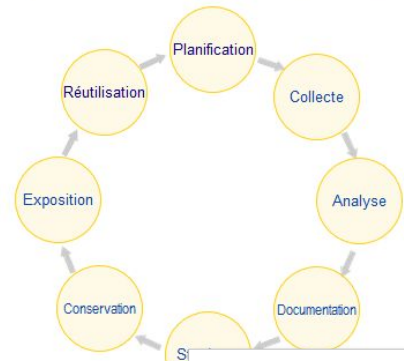 Planification
Collecte
Analyse
Documentation
Conservation
Exposition
Réutilisation